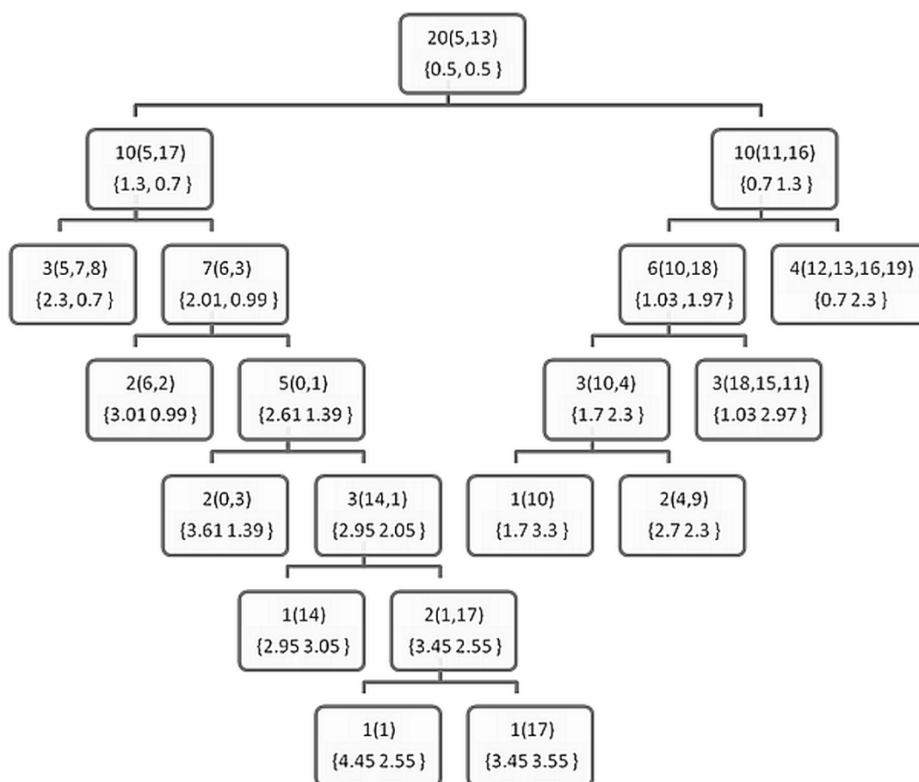 20(5,13)
{0.5, 0.5 }
10(5,17)
{1.3, 0.7 }
10(11,16)
{0.7 1.3 }
3(5,7,8)
{2.3, 0.7 }
7(6,3)
{2.01, 0.99 }
6(10,18)
{1.03 ,1.97 }
4(12,13,16,19)
{0.7 2.3 }
2(6,2)
{3.01 0.99 }
5(0,1)
{2.61 1.39 }
3(10,4)
{1.7 2.3 }
3(18,15,11)
{1.03 2.97 }
2(0,3)
{3.61 1.39 }
3(14,1)
{2.95 2.05 }
1(10)
{1.7 3.3 }
2(4,9)
{2.7 2.3 }
1(14)
{2.95 3.05 }
2(1,17)
{3.45 2.55 }
1(1)
{4.45 2.55 }
1(17)
{3.45 3.55 }